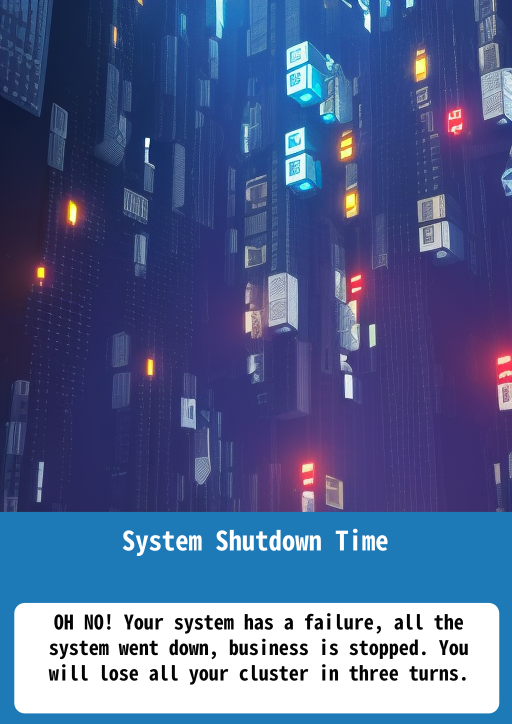 System Shutdown Time
OH NO! Your system has a failure, all the
system went down, business is stopped. You
will lose all your cluster in three turns.